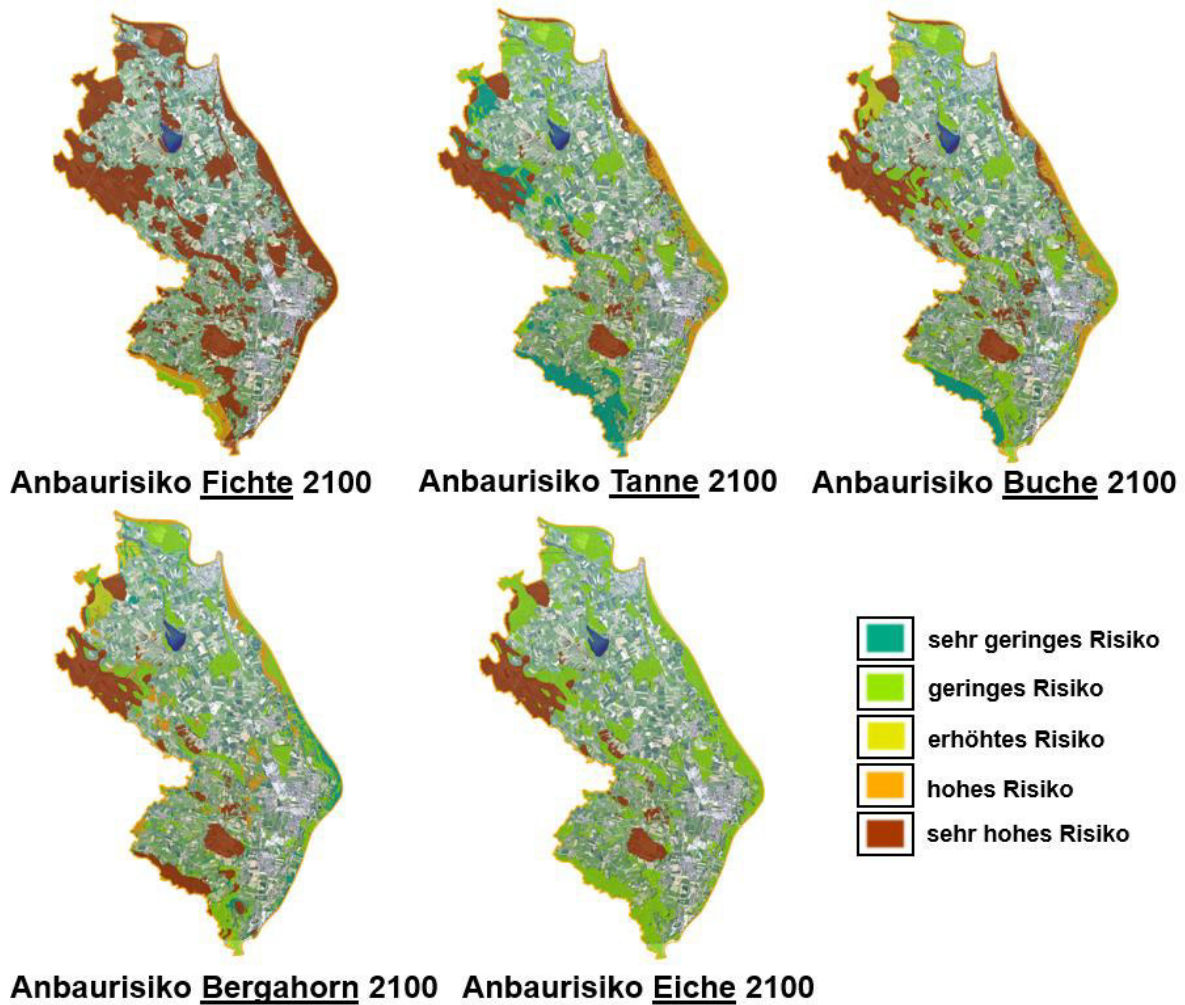 Anbaurisiko Fichte 2100
Anbaurisiko Tanne 2100
Anbaurisiko Buche 2100
sehr geringes Risiko
geringes Risiko
erhöhtes Risiko
hohes Risiko
sehr hohes Risiko
Anbaurisiko Bergahorn 2100
Anbaurisiko Eiche 2100